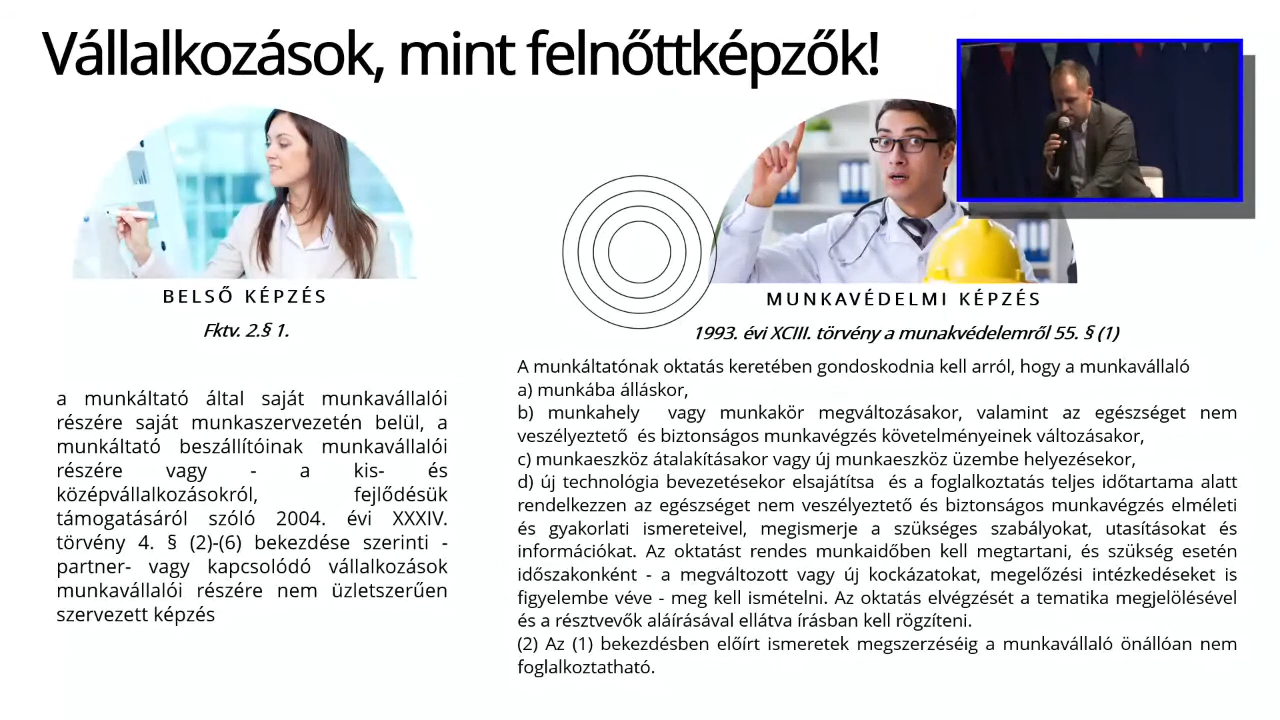 Vállalkozások, mint felnőttképzők!
BELSŐ KÉPZÉS
Fktv. 2.§ 1.
a munkáltató által saját munkavállalói
részére saját munkaszervezetén belül, a
munkáltató beszállítóinak munkavállalói
részére vagy - a kis- és
középvállalkozásokról, fejlődésük
támogatásáról szóló 2004. évi XXXIV.
törvény 4. § (2)-(6) bekezdése szerinti -
partner- vagy kapcsolódó vállalkozások
munkavállalói részére nem üzletszerűen
szervezett képzés
MUNKAVÉDELMI KÉPZÉS
1993. évi XCIII. törvény a munakvédelemről 55. § (1)
A munkáltatónak oktatás keretében gondoskodnia kell arról, hogy a munkavállaló
a) munkába álláskor,
b) munkahely vagy munkakör megváltozásakor, valamint az egészséget nem
veszélyeztető és biztonságos munkavégzés követelményeinek változásakor,
c) munkaeszköz átalakításakor vagy új munkaeszköz üzembe helyezésekor,
d) új technológia bevezetésekor elsajátítsa és a foglalkoztatás teljes időtartama alatt
rendelkezzen az egészséget nem veszélyeztető és biztonságos munkavégzés elméleti
és gyakorlati ismereteivel, megismerje a szükséges szabályokat, utasításokat és
információkat. Az oktatást rendes munkaidőben kell megtartani, és szükség esetén
időszakonként - a megváltozott vagy új kockázatokat, megelőzési intézkedéseket is
figyelembe véve - meg kell ismételni. Az oktatás elvégzését a tematika megjelölésével
és a résztvevők aláírásával ellátva írásban kell rögzíteni.
(2) Az (1) bekezdésben előírt ismeretek megszerzéséig a munkavállaló önállóan nem
foglalkoztatható.